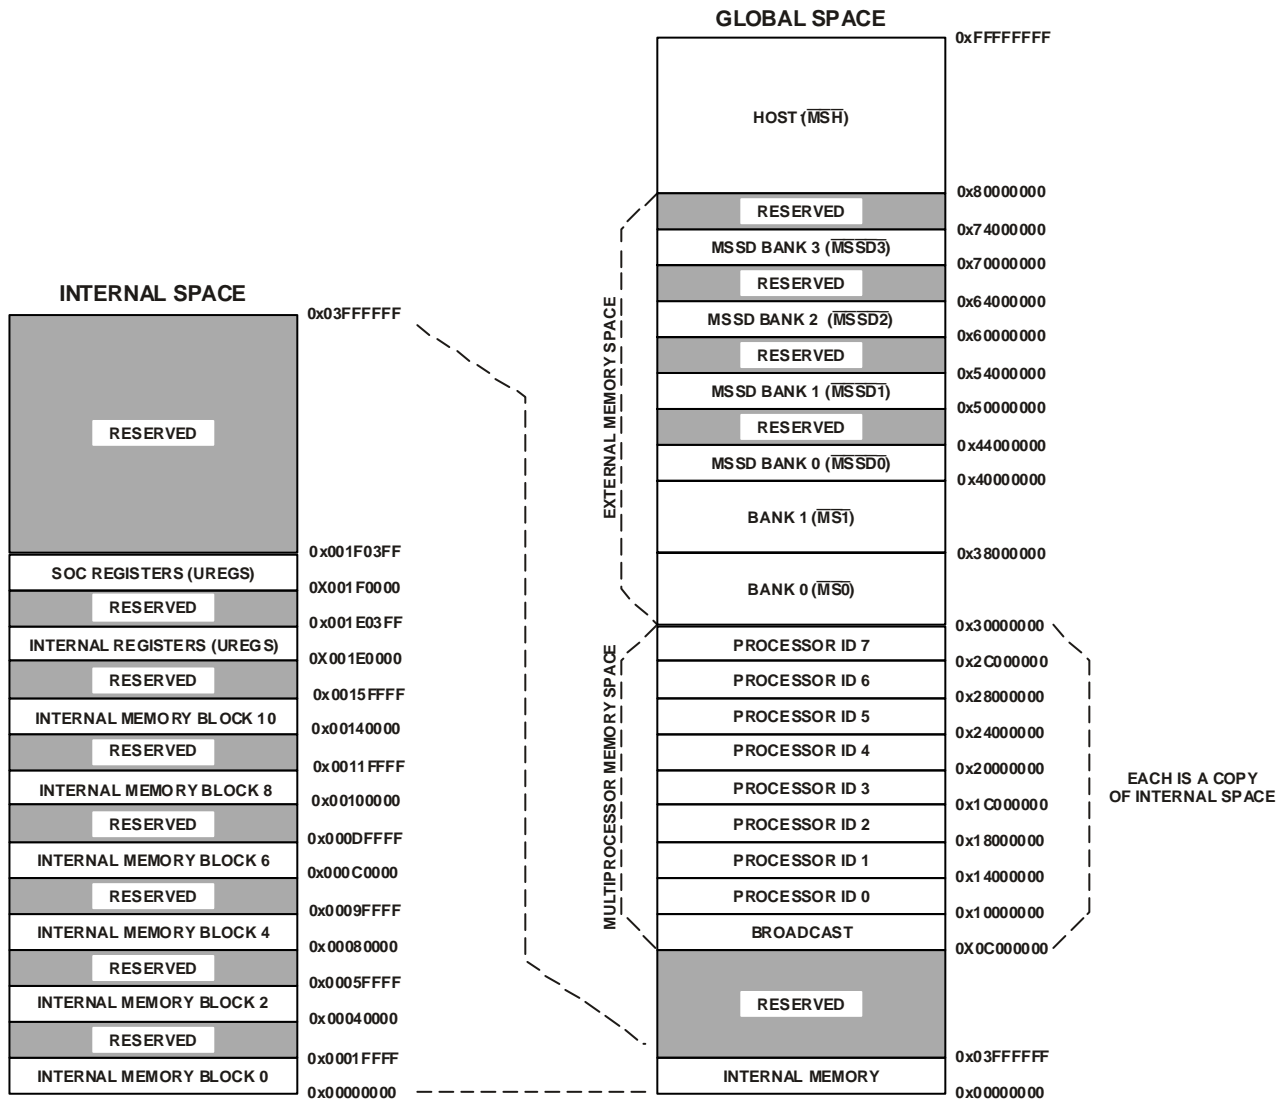 GLOBAL SPACE
0xFFFFFFFF
HOST (MSH)
0x80000000
RESERVED
0x74000000
MSSD BANK 3 (MSSD3)
0x70000000
RESERVED
0x64000000
MSSD BANK 2 (MSSD2)
0x60000000
RESERVED
0x54000000
MSSD BANK 1 (MSSD1)
0x50000000
RESERVED
0x44000000
MSSD BANK 0 (MSSD0)
0x40000000
BANK 1 (MS1)
0x38000000
BANK 0 (MS0)
0x30000000
PROCESSOR ID 7
0x2C000000
PROCESSOR ID 6
0x28000000
PROCESSOR ID 5
0x24000000
PROCESSOR ID 4
0x20000000
PROCESSOR ID 3
0x1C000000
PROCESSOR ID 2
0x18000000
PROCESSOR ID 1
0x14000000
PROCESSOR ID 0
0x10000000
BROADCAST
0X0C000000
RESERVED
0x03FFFFFF
INTERNAL MEMORY
0x00000000
EXTERNAL MEMORY SPACE
MULTIPROCESSOR MEMORY SPACE
EACH IS A COPY
OF INTERNAL SPACE
INTERNAL SPACE
0x03FFFFFF
RESERVED
0x001F03FF
SOC REGISTERS (UREGS)
0X001F0000
RESERVED
0x001E03FF
INTERNAL REGISTERS (UREGS)
0X001E0000
RESERVED
0x0015FFFF
INTERNAL MEMORY BLOCK 10
0x00140000
RESERVED
0x0011FFFF
INTERNAL MEMORY BLOCK 8
0x00100000
RESERVED
0x000DFFFF
INTERNAL MEMORY BLOCK 6
0x000C0000
RESERVED
0x0009FFFF
INTERNAL MEMORY BLOCK 4
0x00080000
RESERVED
0x0005FFFF
INTERNAL MEMORY BLOCK 2
0x00040000
RESERVED
0x0001FFFF
INTERNAL MEMORY BLOCK 0
0x00000000